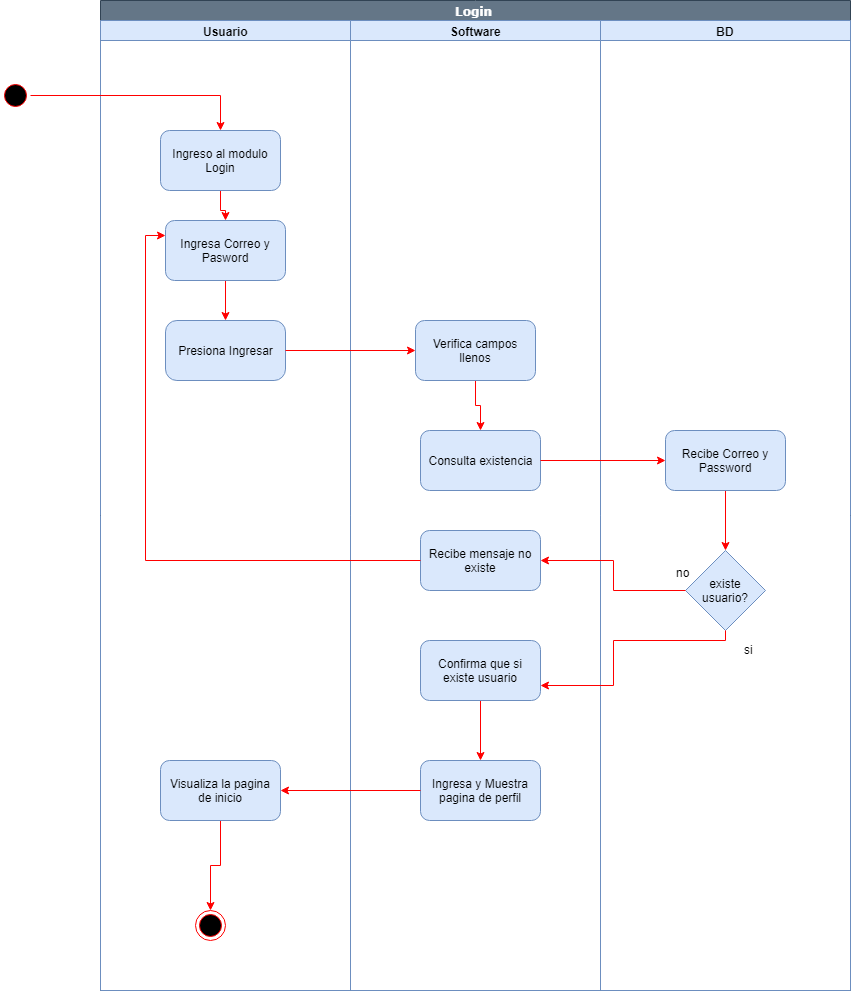 Login
Usuario
Software
BD
Ingreso al modulo
Login
Ingresa Correo y
Pasword
Presiona Ingresar
Verifica campos
llenos
Consulta existencia
Recibe Correo y
Password
Recibe mensaje no
existe
no
existe
usuario?
si
Confirma que si
existe usuario
Visualiza la pagina
de inicio
Ingresa y Muestra
pagina de perfil